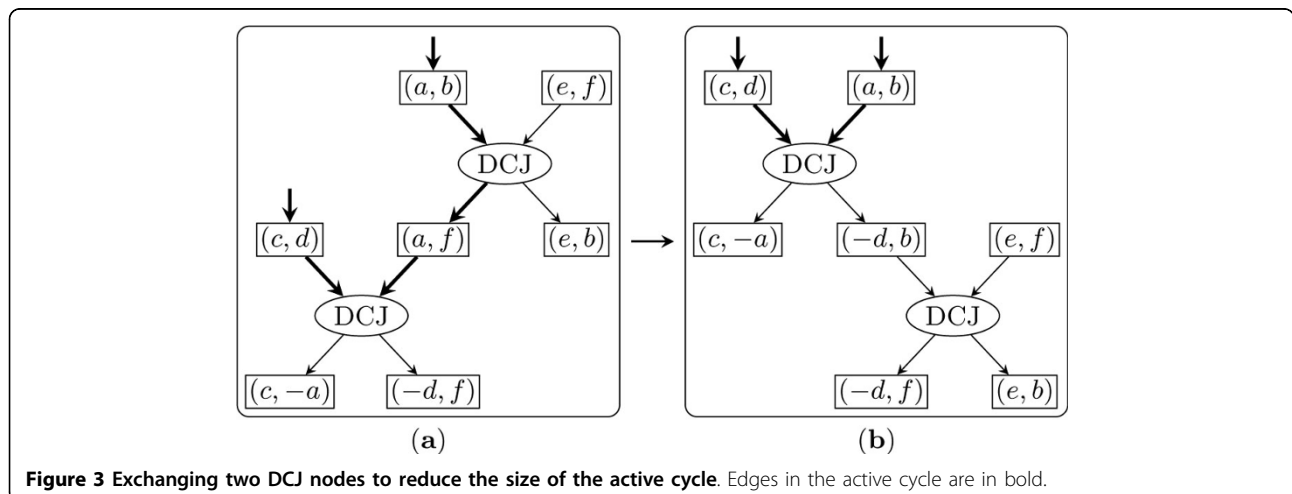 (a, b) (e, f)
DCJ
(c, d) (a, f) (e, b)
DCJ
(c, −a) (−d, f)
(a)
(c, d) (a, b)
DCJ
(c, −a) (−d, b) (e, f)
DCJ
(−d, f) (e, b)
(b)
Figure 3 Exchanging two DCJ nodes to reduce the size of the active cycle. Edges in the active cycle are in bold.